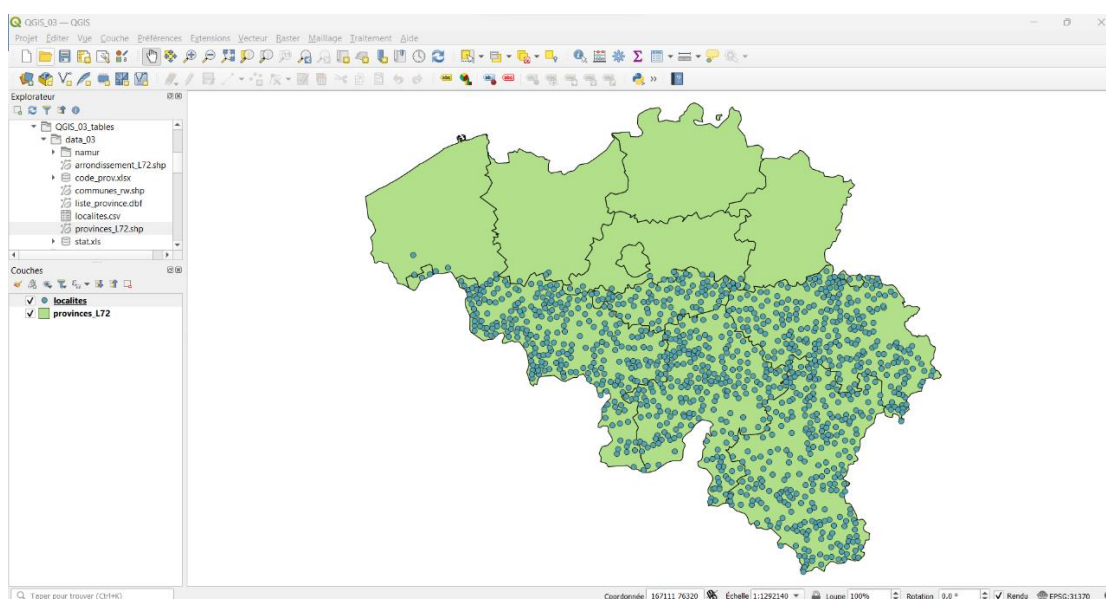 QGIS_03 — QGIS
Projet Éditer Vue Couche Préférences Extensions Vecteur Raster Maillage Traitement Aide
Explorateur
QGIS_03_tables
data_03
namur
arrondissement_L72.shp
code_prov.xlsx
communes_rw.shp
liste_province.dbf
localites.csv
provinces_L72.shp
stat.xls
Couches
localites
provinces_L72
Taper pour trouver (Ctrl+K)
Coordonnée 167111 76320 Échelle 1:1292140 Loupe 100% Rotation 0,0 ° Rendu EPSG:31370